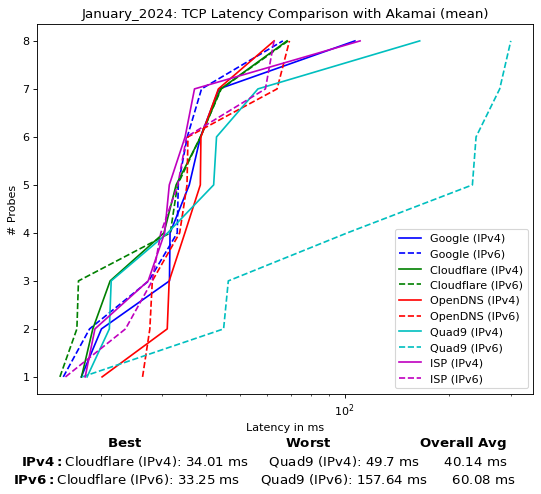 January_2024: TCP Latency Comparison with Akamai (mean)
8
7
6
5
4
3
2
1
# Probes
Google (IPv4)
Google (IPv6)
Cloudflare (IPv4)
Cloudflare (IPv6)
OpenDNS (IPv4)
OpenDNS (IPv6)
Quad9 (IPv4)
Quad9 (IPv6)
ISP (IPv4)
ISP (IPv6)
10²
Latency in ms
Best Worst Overall Avg
IPv4: Cloudflare (IPv4): 34.01 ms Quad9 (IPv4): 49.7 ms 40.14 ms
IPv6: Cloudflare (IPv6): 33.25 ms Quad9 (IPv6): 157.64 ms 60.08 ms